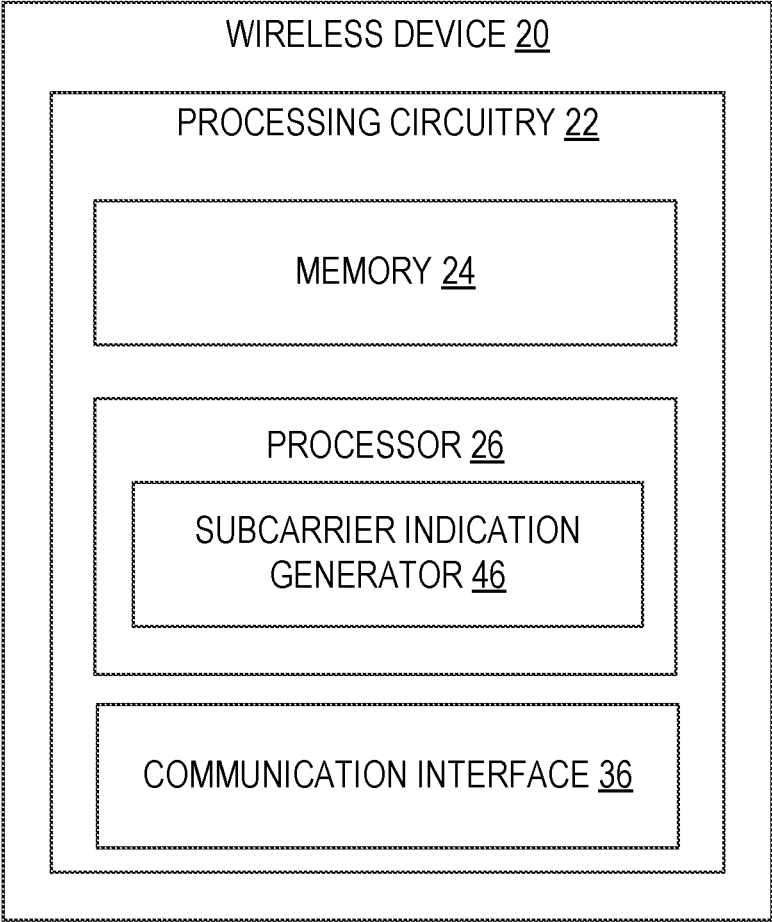 WIRELESS DEVICE 20
PROCESSING CIRCUITRY 22
MEMORY 24
PROCESSOR 26
SUBCARRIER INDICATION
GENERATOR 46
COMMUNICATION INTERFACE 36